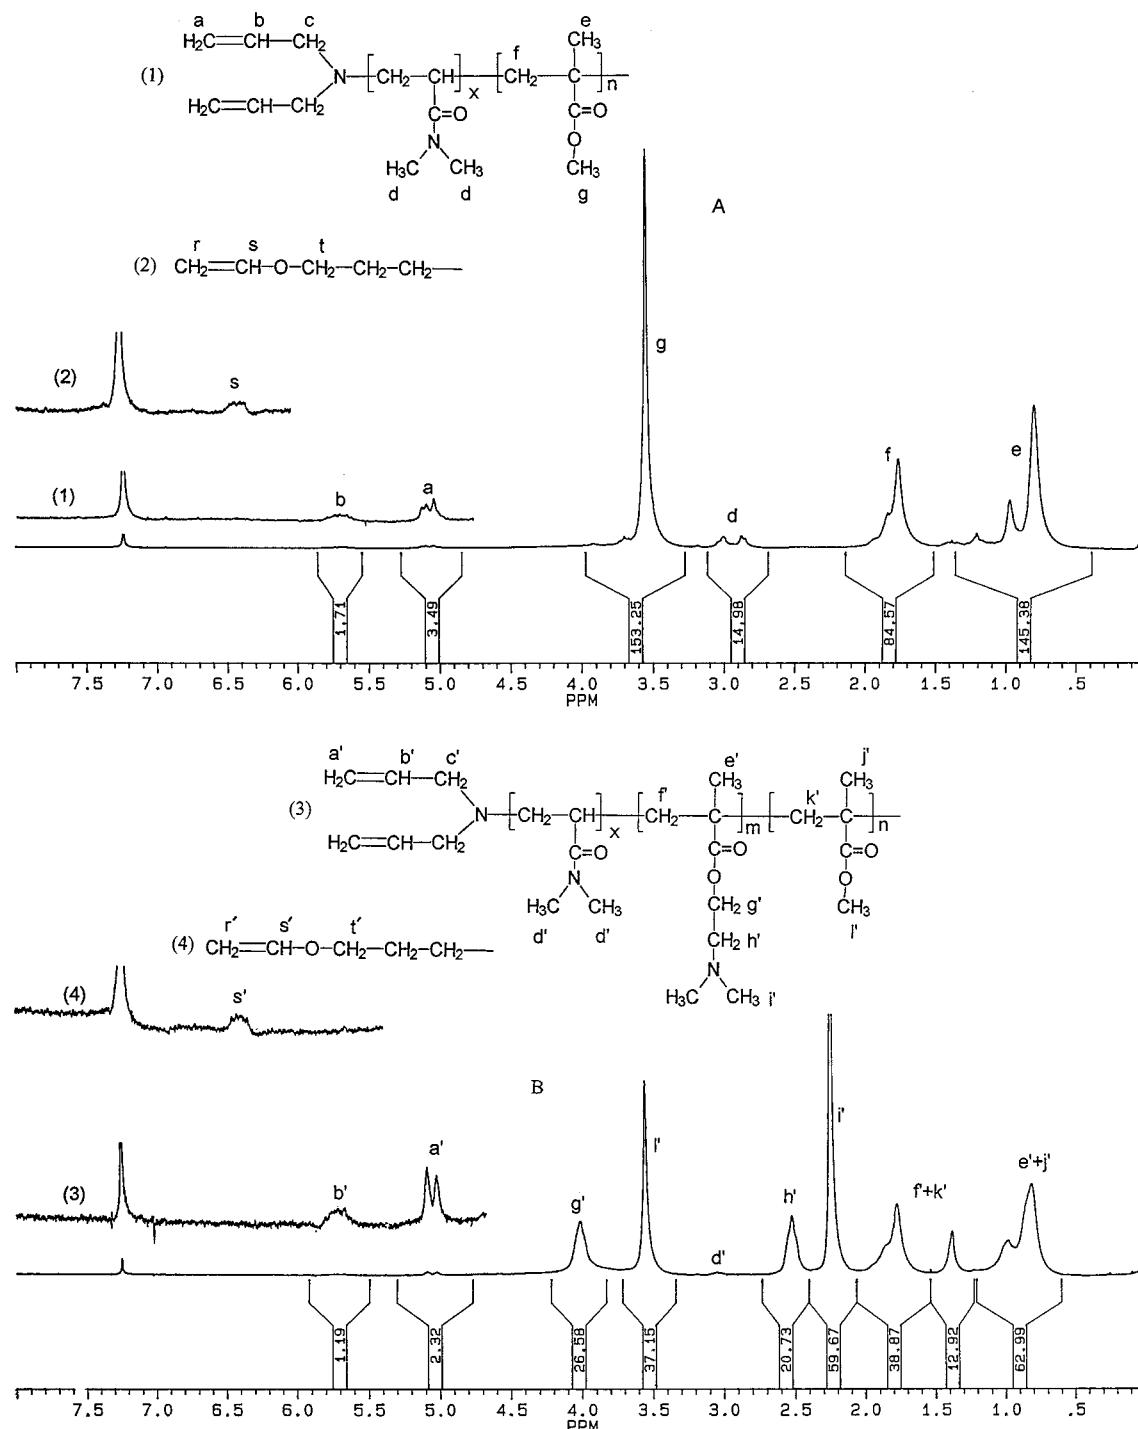 a b c e
H₂C=CH—CH₂ f CH₃
(1) N—[CH₂—CH]x—[CH₂—C]n—
H₂C=CH—CH₂ C=O C=O
N O
H₃C CH₃ CH₃
d d g
A
r s t
(2) CH₂=CH—O—CH₂—CH₂—CH₂—
g
(2) s
f e
(1) b a d
1.71 3.49 153.25 14.98 84.57 145.38
7.5 7.0 6.5 6.0 5.5 5.0 4.5 4.0 3.5 3.0 2.5 2.0 1.5 1.0 .5
PPM
a' b' c' e' j'
H₂C=CH—CH₂ f' CH₃ k' CH₃
(3) N—[CH₂—CH]x—[CH₂—C]m—[CH₂—C]n—
H₂C=CH—CH₂ C=O C=O C=O
N O O
H₃C CH₃ CH₂ g' CH₃
d' d' l'
r' s' t' CH₂ h'
(4) CH₂=CH—O—CH₂—CH₂—CH₂—
N
H₃C CH₃ i'
(4) s'
B
i'
l'
a' e'+j'
(3) b' g' h' f'+k'
d'
1.19 2.32 26.58 37.15 20.73 59.67 38.87 12.92 62.99
7.5 7.0 6.5 6.0 5.5 5.0 4.5 4.0 3.5 3.0 2.5 2.0 1.5 1.0 .5
PPM